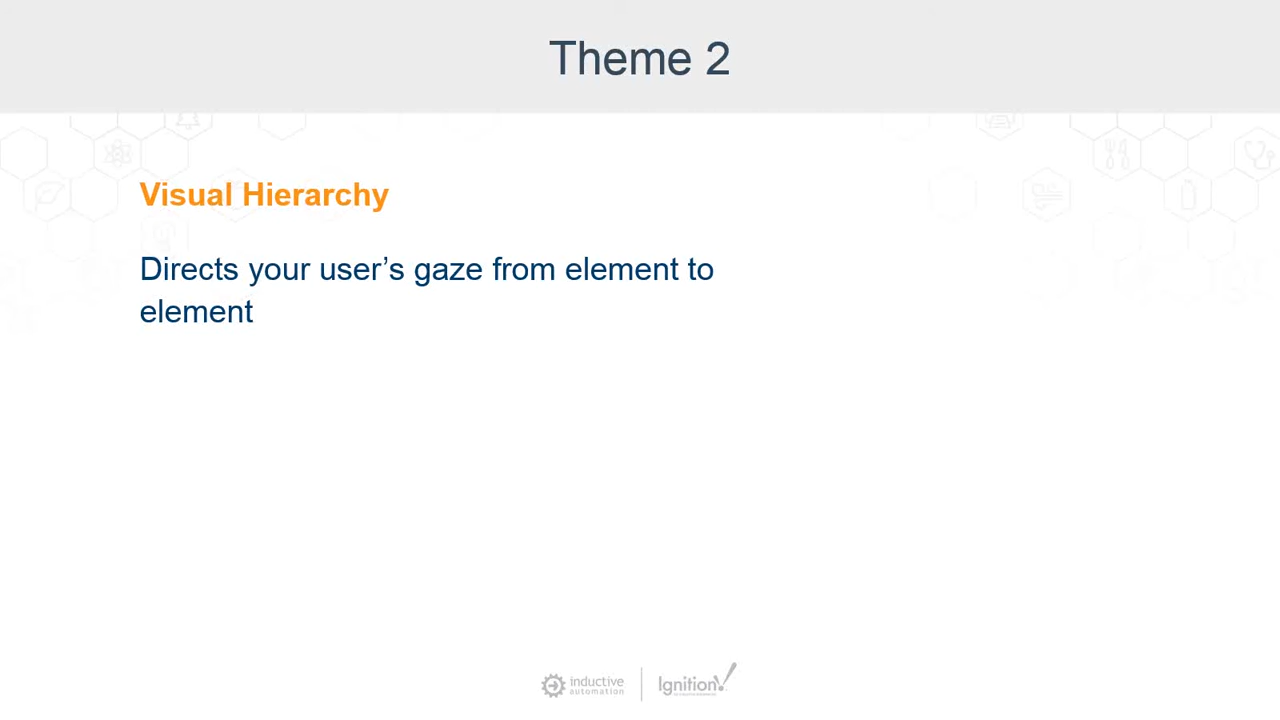 Theme 2
Visual Hierarchy
Directs your user’s gaze from element to
element
inductive
automation
Ignition!